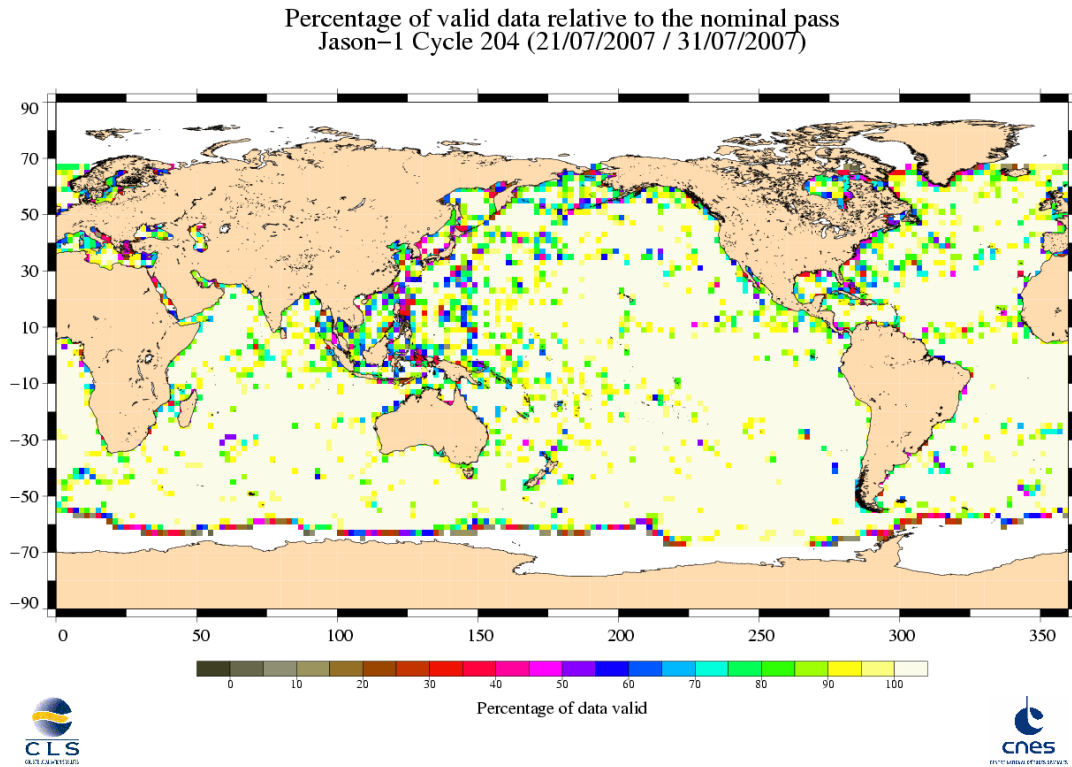 Percentage of valid data relative to the nominal pass
Jason−1 Cycle 204 (21/07/2007 / 31/07/2007)
90
70
50
30
10
−10
−30
−50
−70
−90
0 50 100 150 200 250 300 350
0 10 20 30 40 50 60 70 80 90 100
Percentage of data valid
CLS
cnes